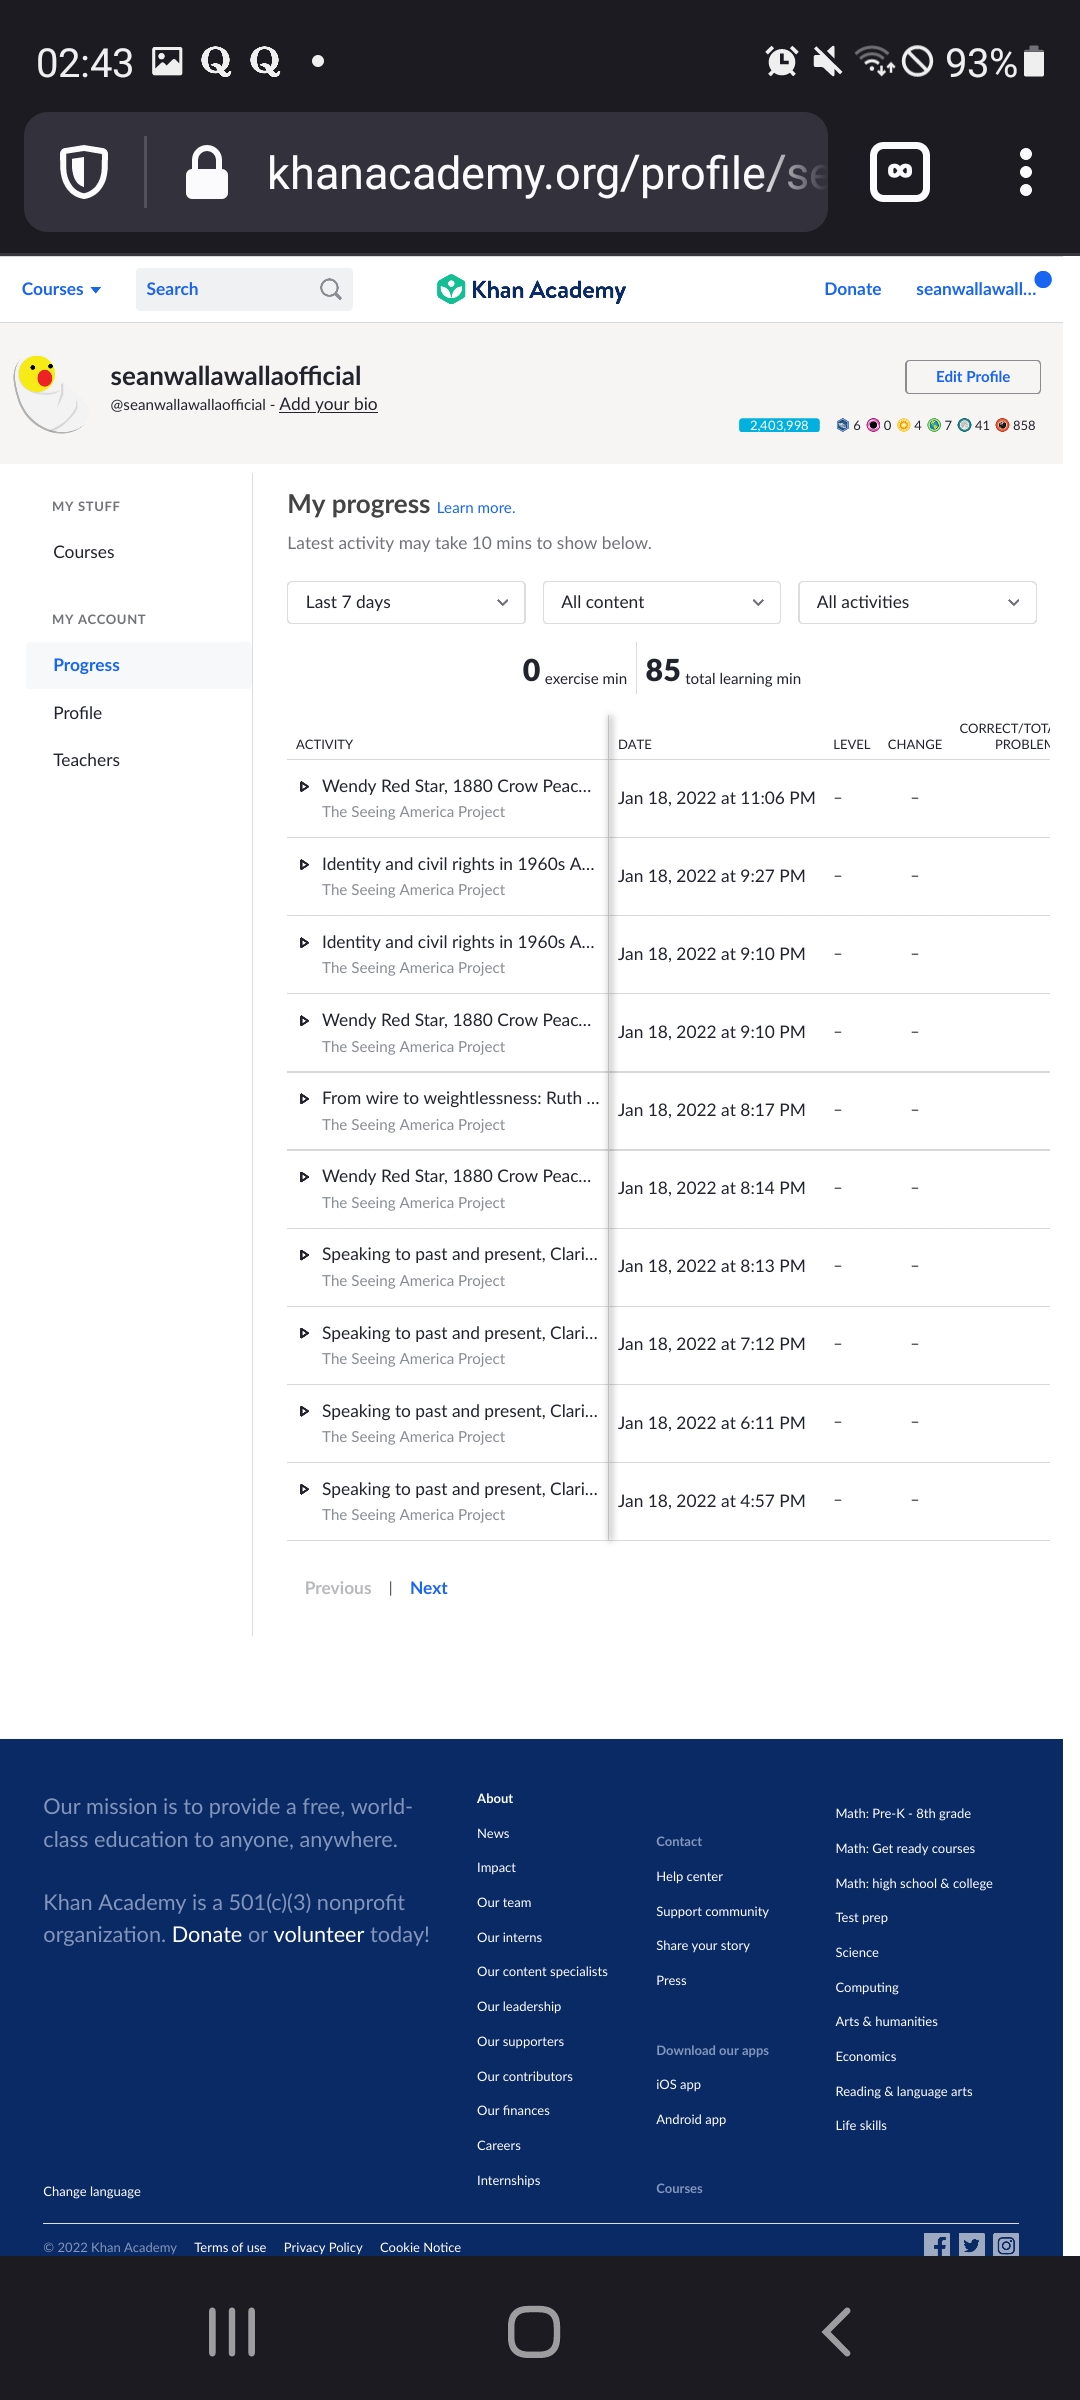 02:43
93%
khanacademy.org/profile/se
Courses
Search
Khan Academy
Donate
seanwallawall...
seanwallawallaofficial
@seanwallawallaofficial - Add your bio
Edit Profile
2,403,998 6 0 4 7 41 858
MY STUFF
Courses
MY ACCOUNT
Progress
Profile
Teachers
My progress Learn more.
Latest activity may take 10 mins to show below.
Last 7 days
All content
All activities
0 exercise min
85 total learning min
ACTIVITY DATE LEVEL CHANGE CORRECT/TOTA
PROBLEM
Wendy Red Star, 1880 Crow Peac... Jan 18, 2022 at 11:06 PM – –
The Seeing America Project
Identity and civil rights in 1960s A... Jan 18, 2022 at 9:27 PM – –
The Seeing America Project
Identity and civil rights in 1960s A... Jan 18, 2022 at 9:10 PM – –
The Seeing America Project
Wendy Red Star, 1880 Crow Peac... Jan 18, 2022 at 9:10 PM – –
The Seeing America Project
From wire to weightlessness: Ruth ... Jan 18, 2022 at 8:17 PM – –
The Seeing America Project
Wendy Red Star, 1880 Crow Peac... Jan 18, 2022 at 8:14 PM – –
The Seeing America Project
Speaking to past and present, Clari... Jan 18, 2022 at 8:13 PM – –
The Seeing America Project
Speaking to past and present, Clari... Jan 18, 2022 at 7:12 PM – –
The Seeing America Project
Speaking to past and present, Clari... Jan 18, 2022 at 6:11 PM – –
The Seeing America Project
Speaking to past and present, Clari... Jan 18, 2022 at 4:57 PM – –
The Seeing America Project
Previous | Next
Our mission is to provide a free, world-
class education to anyone, anywhere.
Khan Academy is a 501(c)(3) nonprofit
organization. Donate or volunteer today!
About
News
Impact
Our team
Our interns
Our content specialists
Our leadership
Our supporters
Our contributors
Our finances
Careers
Internships
Contact
Help center
Support community
Share your story
Press
Download our apps
iOS app
Android app
Courses
Math: Pre-K - 8th grade
Math: Get ready courses
Math: high school & college
Test prep
Science
Computing
Arts & humanities
Economics
Reading & language arts
Life skills
Change language
© 2022 Khan Academy Terms of use Privacy Policy Cookie Notice